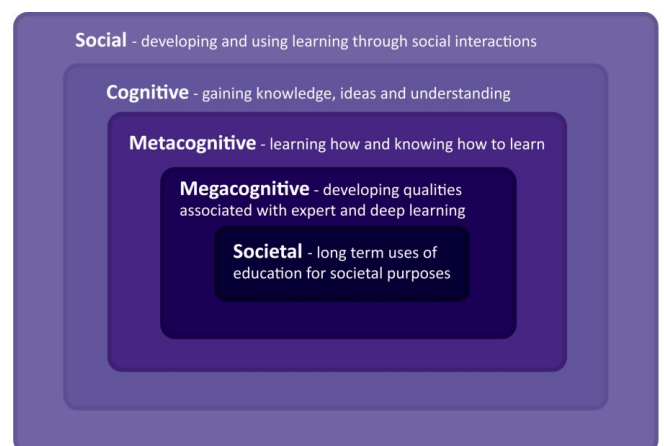 Social - developing and using learning through social interactions
Cognitive - gaining knowledge, ideas and understanding
Metacognitive - learning how and knowing how to learn
Megacognitive - developing qualities
associated with expert and deep learning
Societal - long term uses of
education for societal purposes